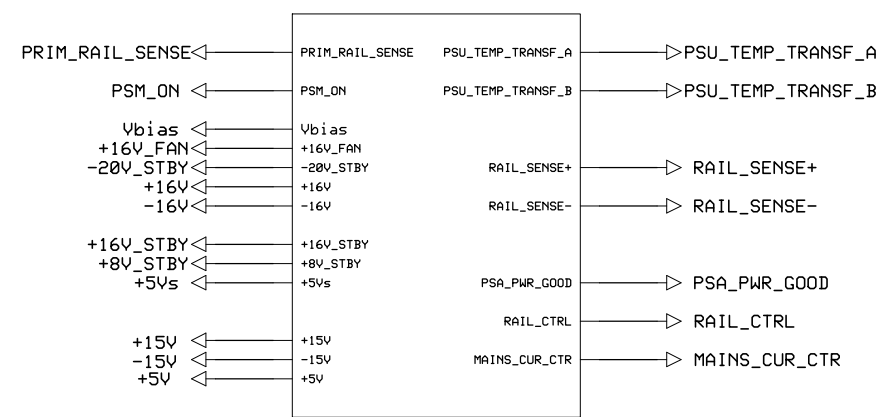 PRIM_RAIL_SENSE PRIM_RAIL_SENSE PSU_TEMP_TRANSF_A PSU_TEMP_TRANSF_A
PSM_ON PSM_ON PSU_TEMP_TRANSF_B PSU_TEMP_TRANSF_B
Vbias Vbias
+16V_FAN +16V_FAN
-20V_STBY -20V_STBY RAIL_SENSE+ RAIL_SENSE+
+16V +16V
-16V -16V RAIL_SENSE- RAIL_SENSE-
+16V_STBY +16V_STBY
+8V_STBY +8V_STBY
+5Vs +5Vs PSA_PWR_GOOD PSA_PWR_GOOD
RAIL_CTRL RAIL_CTRL
+15V +15V
-15V -15V MAINS_CUR_CTR MAINS_CUR_CTR
+5V +5V